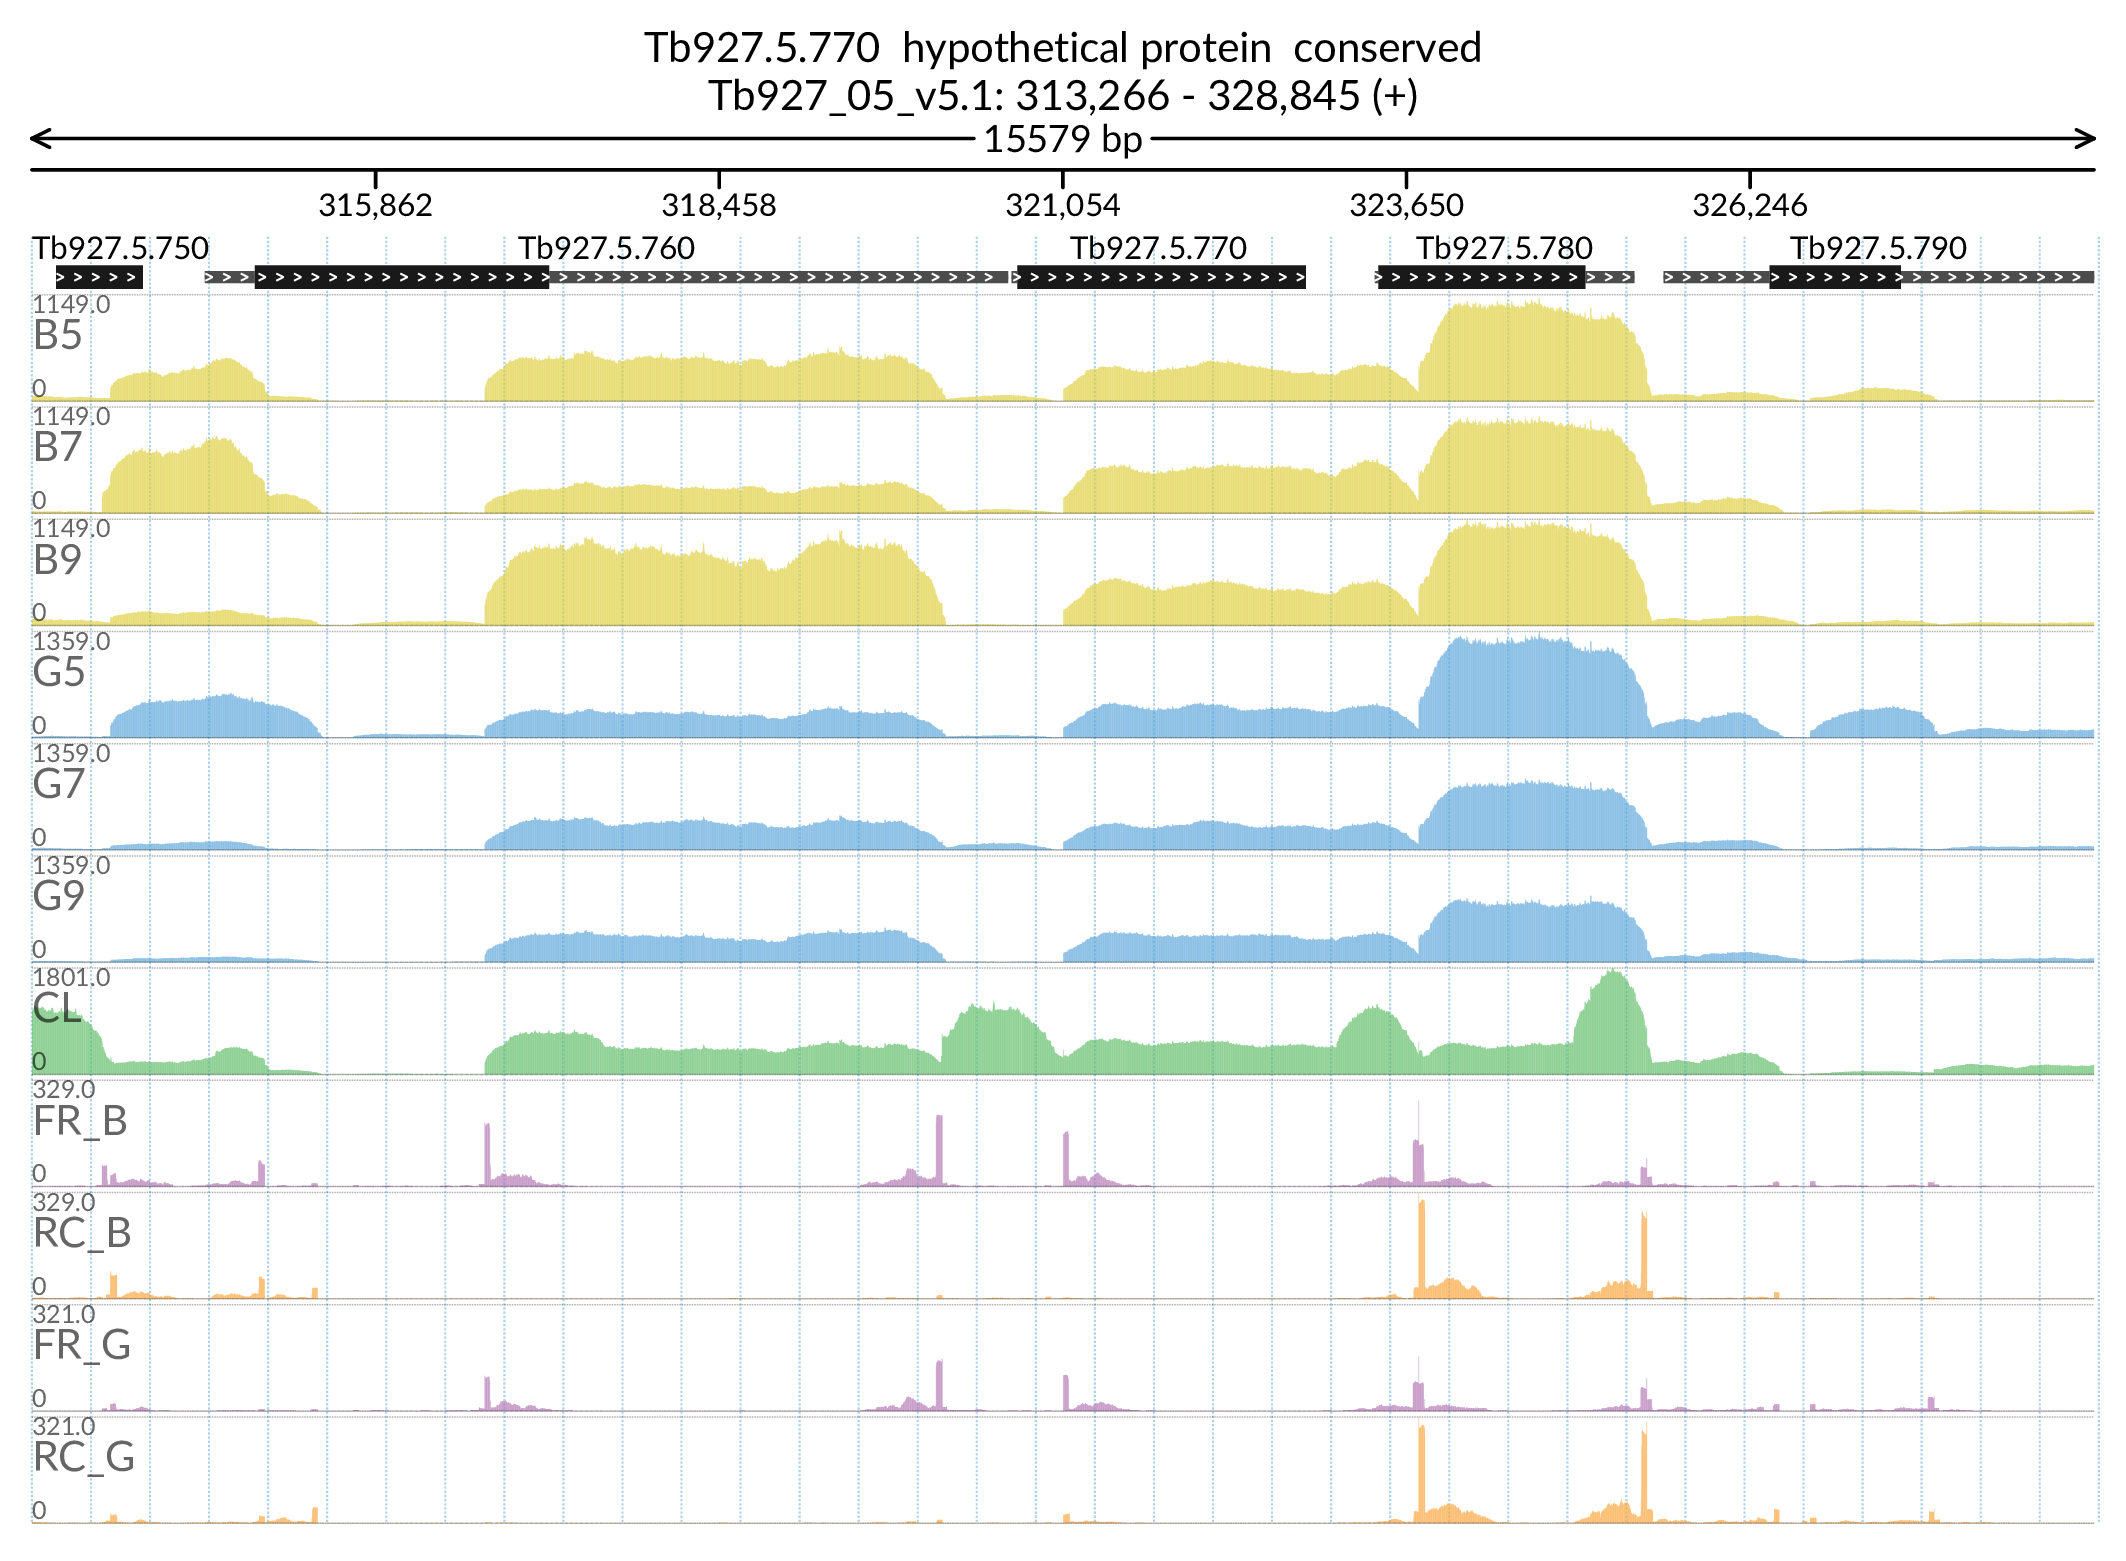 Tb927.5.770 hypothetical protein conserved
Tb927_05_v5.1: 313,266 - 328,845 (+)
15579 bp
315,862 318,458 321,054 323,650 326,246
Tb927.5.750 Tb927.5.760 Tb927.5.770 Tb927.5.780 Tb927.5.790
1149.0
B5
0
1149.0
B7
0
1149.0
B9
0
1359.0
G5
0
1359.0
G7
0
1359.0
G9
0
1801.0
CL
0
329.0
FR_B
0
329.0
RC_B
0
321.0
FR_G
0
321.0
RC_G
0